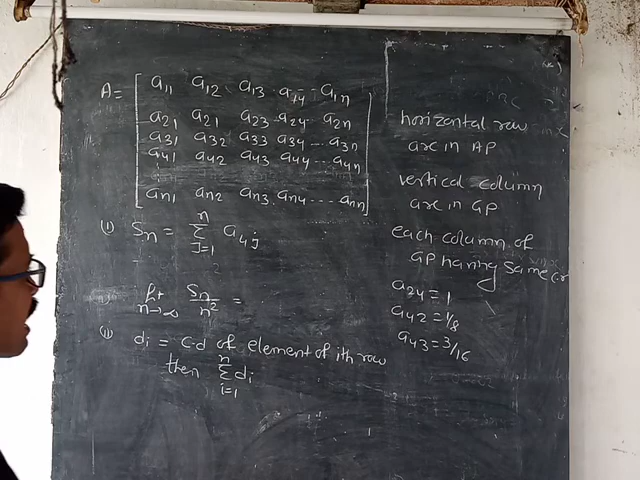 A = [ a11 a12 a13 a14 -- a1n
a21 a21 a23 a24 -- a2n
a31 a32 a33 a34 ... a3n
a41 a42 a43 a44 ... a4n
an1 an2 an3 an4 ... ann ]
(i) Sn = n Σ J=1 a4j
Lt n→∞ Sn/n² =
(ii) di = c.d of element of ith row
then n Σ i=1 di
horizontal raw
are in AP
vertical column
are in GP
each column of
GP having same c.r
a24 = 1
a42 = 1/8
a43 = 3/16